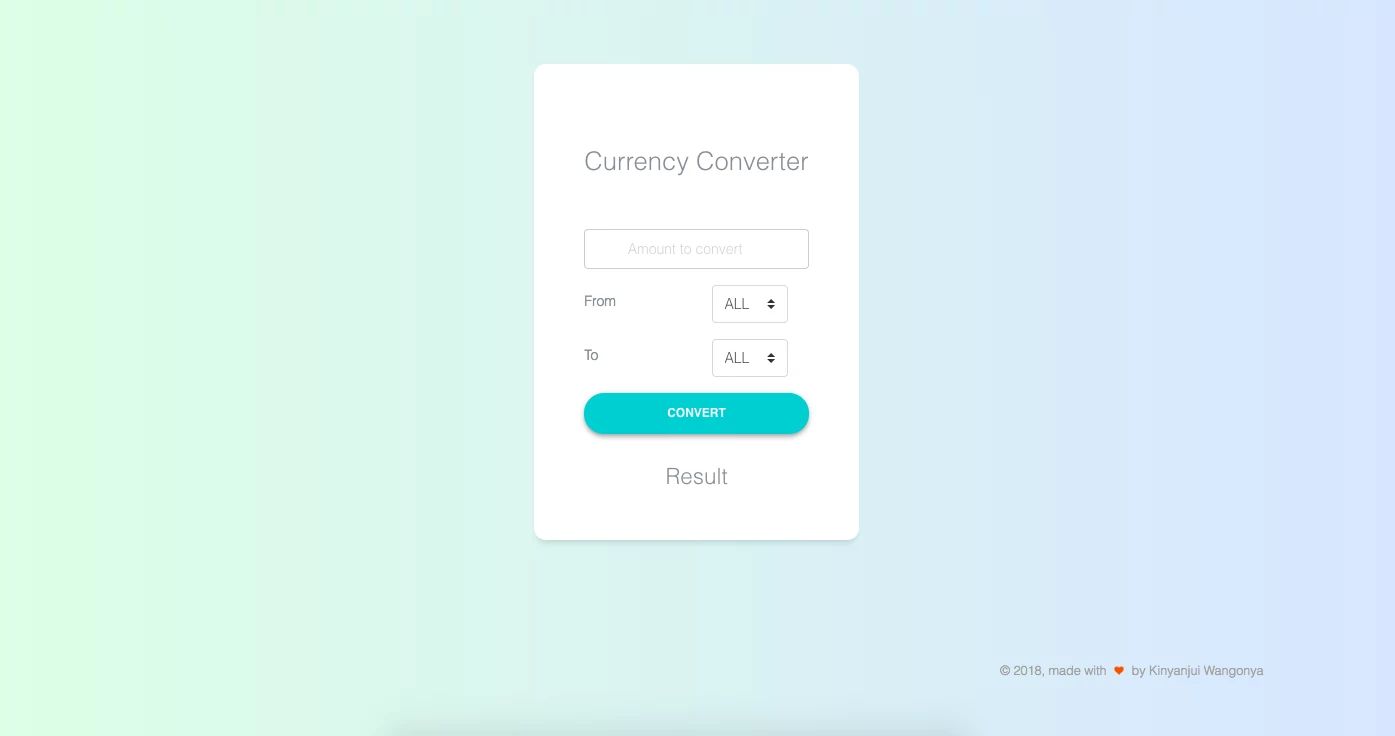 Currency Converter
Amount to convert
From
ALL
To
ALL
CONVERT
Result
© 2018, made with ❤ by Kinyanjui Wangonya